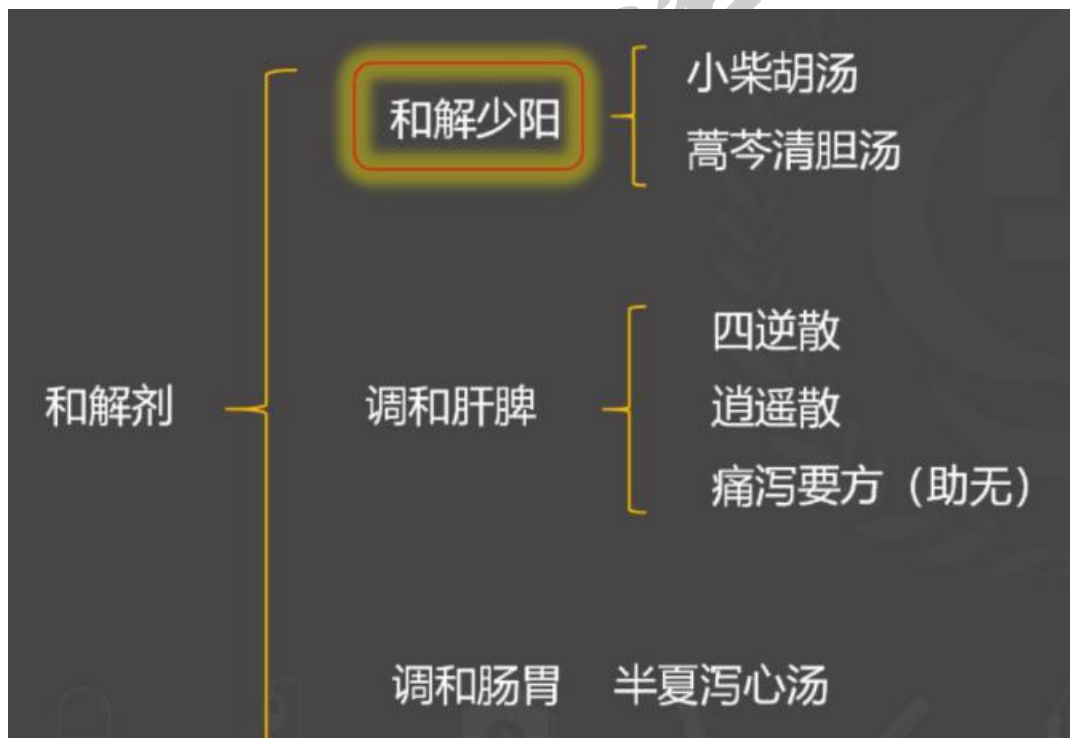 和解少阳
小柴胡汤
蒿芩清胆汤
和解剂
调和肝脾
四逆散
逍遥散
痛泻要方（助无）
调和肠胃 半夏泻心汤